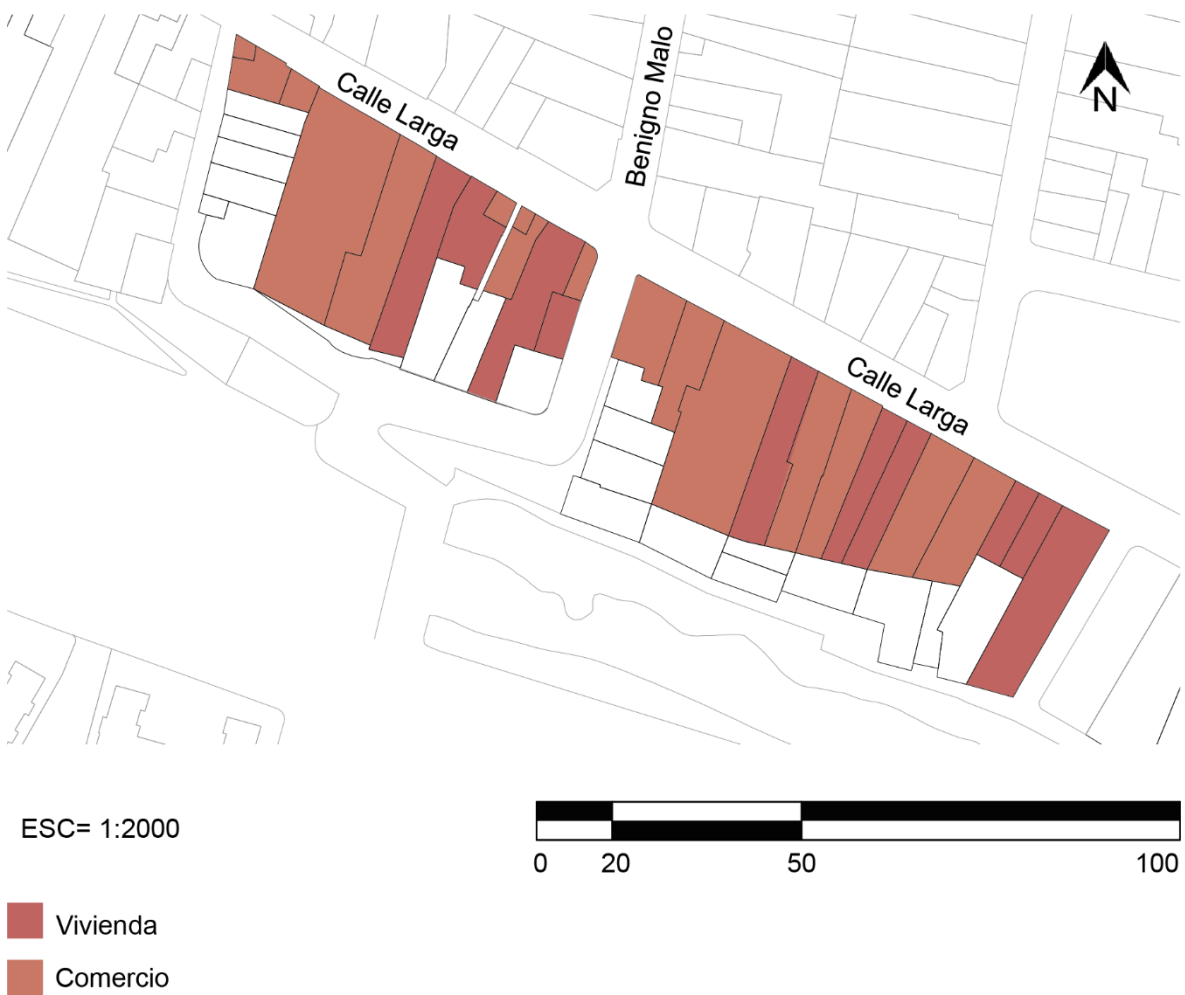 Benigno Malo
Calle Larga
N
Calle Larga
ESC= 1:2000
0 20 50 100
Vivienda
Comercio